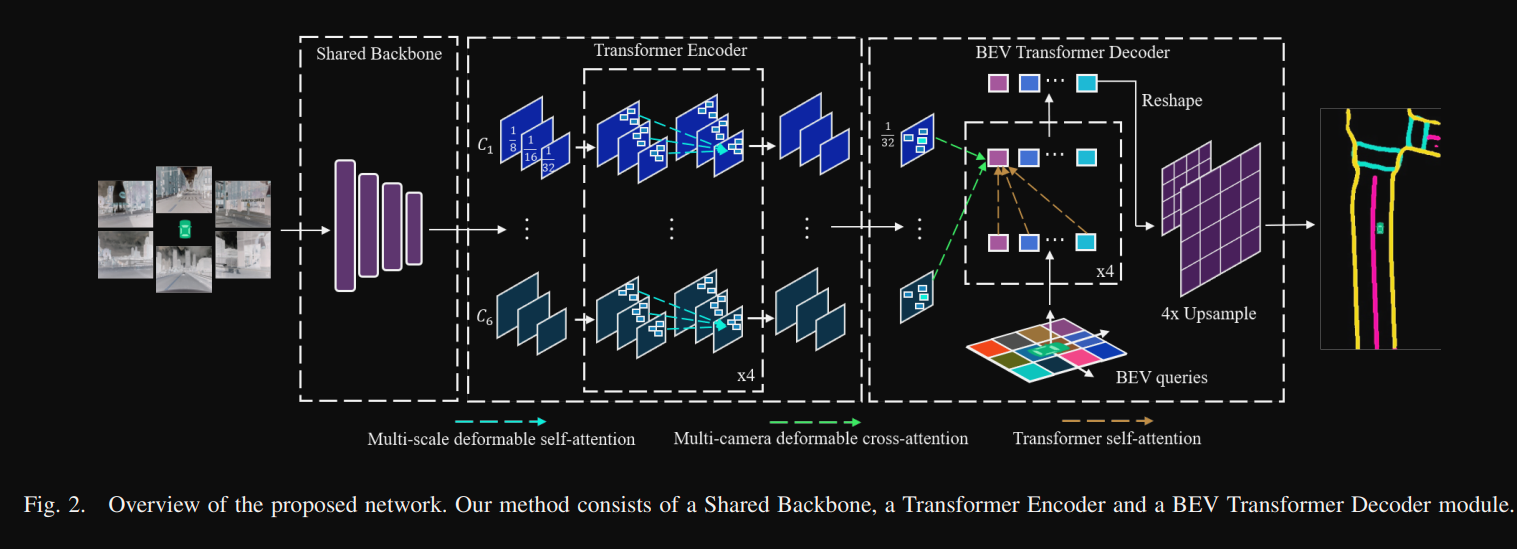 Shared Backbone
Transformer Encoder
BEV Transformer Decoder
C1
1/8
1/16
1/32
C6
x4
1/32
x4
Reshape
4x Upsample
BEV queries
Multi-scale deformable self-attention
Multi-camera deformable cross-attention
Transformer self-attention
Fig. 2. Overview of the proposed network. Our method consists of a Shared Backbone, a Transformer Encoder and a BEV Transformer Decoder module.